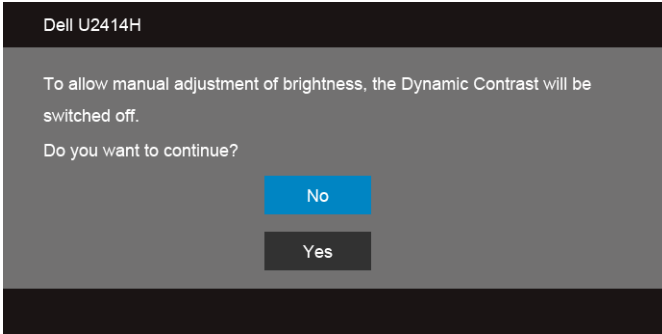 Dell U2414H
To allow manual adjustment of brightness, the Dynamic Contrast will be
switched off.
Do you want to continue?
No
Yes